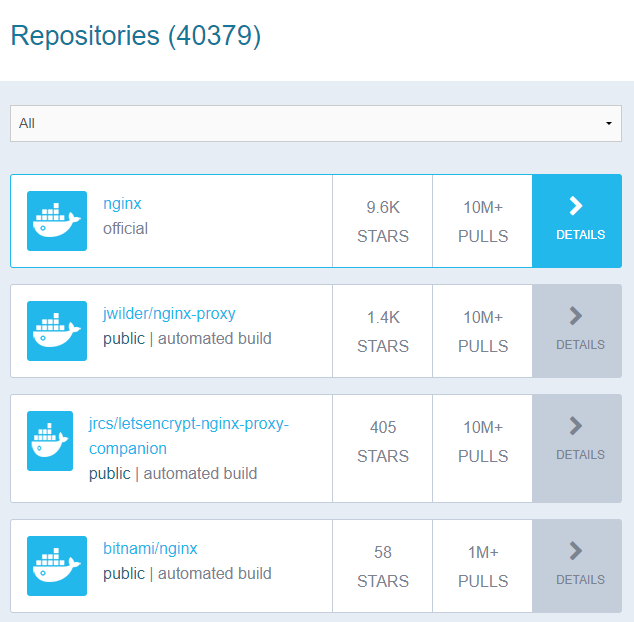 Repositories (40379)
All
nginx
official
9.6K
STARS
10M+
PULLS
DETAILS
jwilder/nginx-proxy
public | automated build
1.4K
STARS
10M+
PULLS
DETAILS
jrcs/letsencrypt-nginx-proxy-
companion
public | automated build
405
STARS
10M+
PULLS
DETAILS
bitnami/nginx
public | automated build
58
STARS
1M+
PULLS
DETAILS